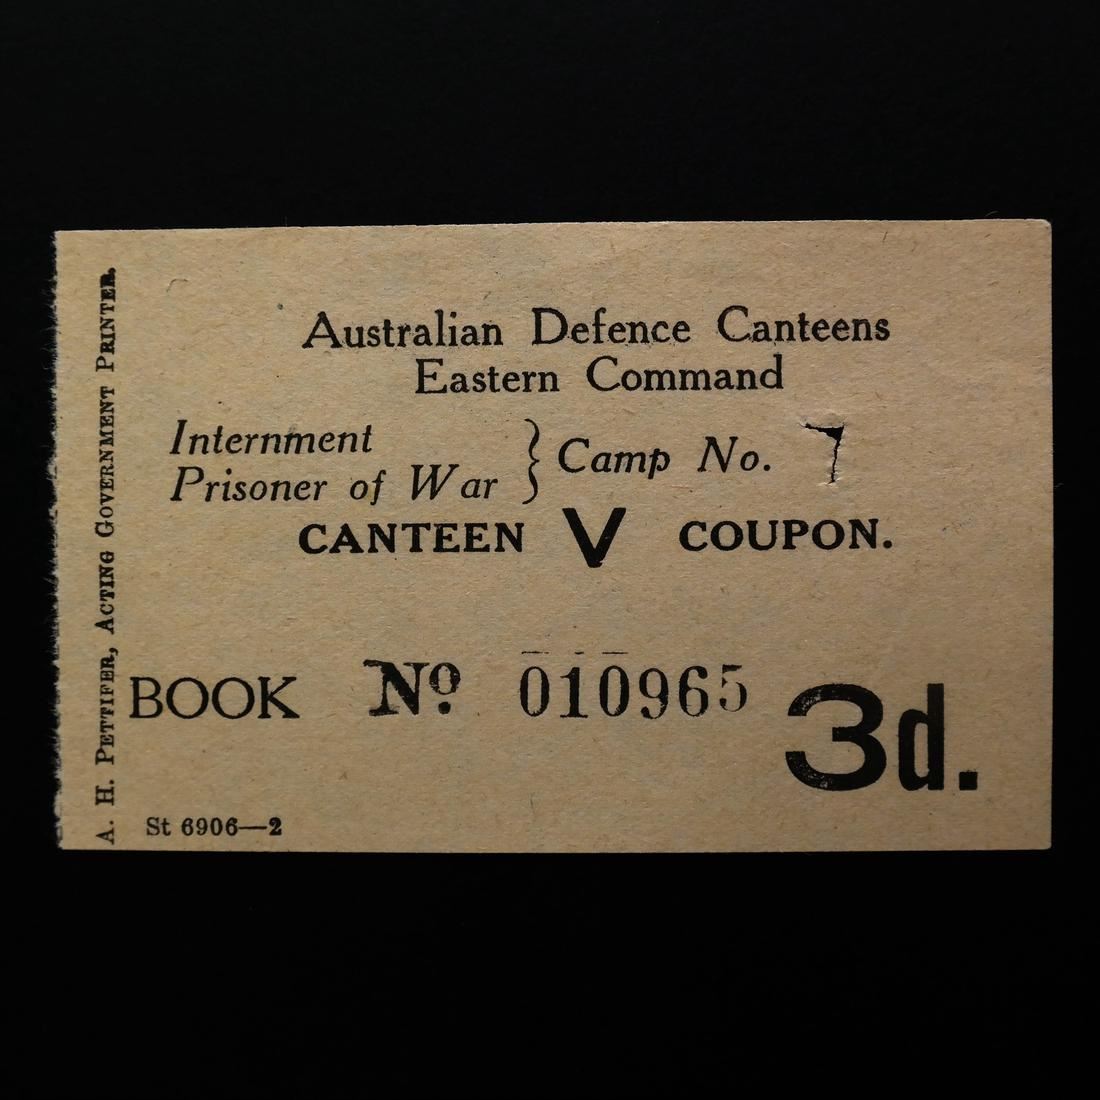 Australian Defence Canteens
Eastern Command
Internment
Prisoner of War } Camp No. 7
CANTEEN V COUPON.
BOOK No. 010965
3d.
St 6906—2
A. H. PETTIFER, ACTING GOVERNMENT PRINTER.